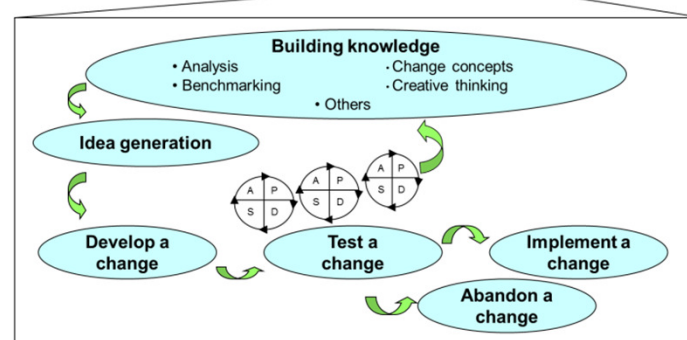 Building knowledge
• Analysis
• Benchmarking
· Change concepts
· Creative thinking
• Others
Idea generation
A P
S D
A P
S D
A P
S D
Develop a
change
Test a
change
Implement a
change
Abandon a
change